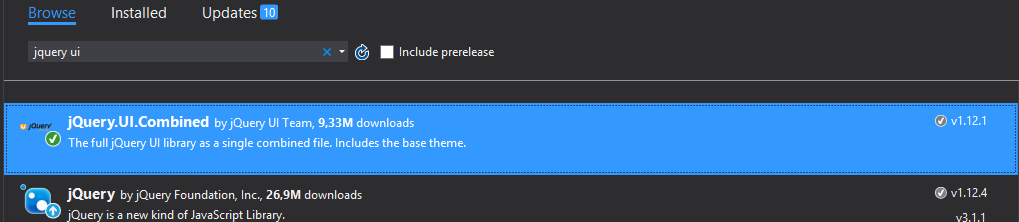 Browse Installed Updates 10
jquery ui Include prerelease
jQuery jQuery.UI.Combined by jQuery UI Team, 9,33M downloads v1.12.1
The full jQuery UI library as a single combined file. Includes the base theme.
jQuery by jQuery Foundation, Inc., 26,9M downloads v1.12.4
jQuery is a new kind of JavaScript Library. v3.1.1